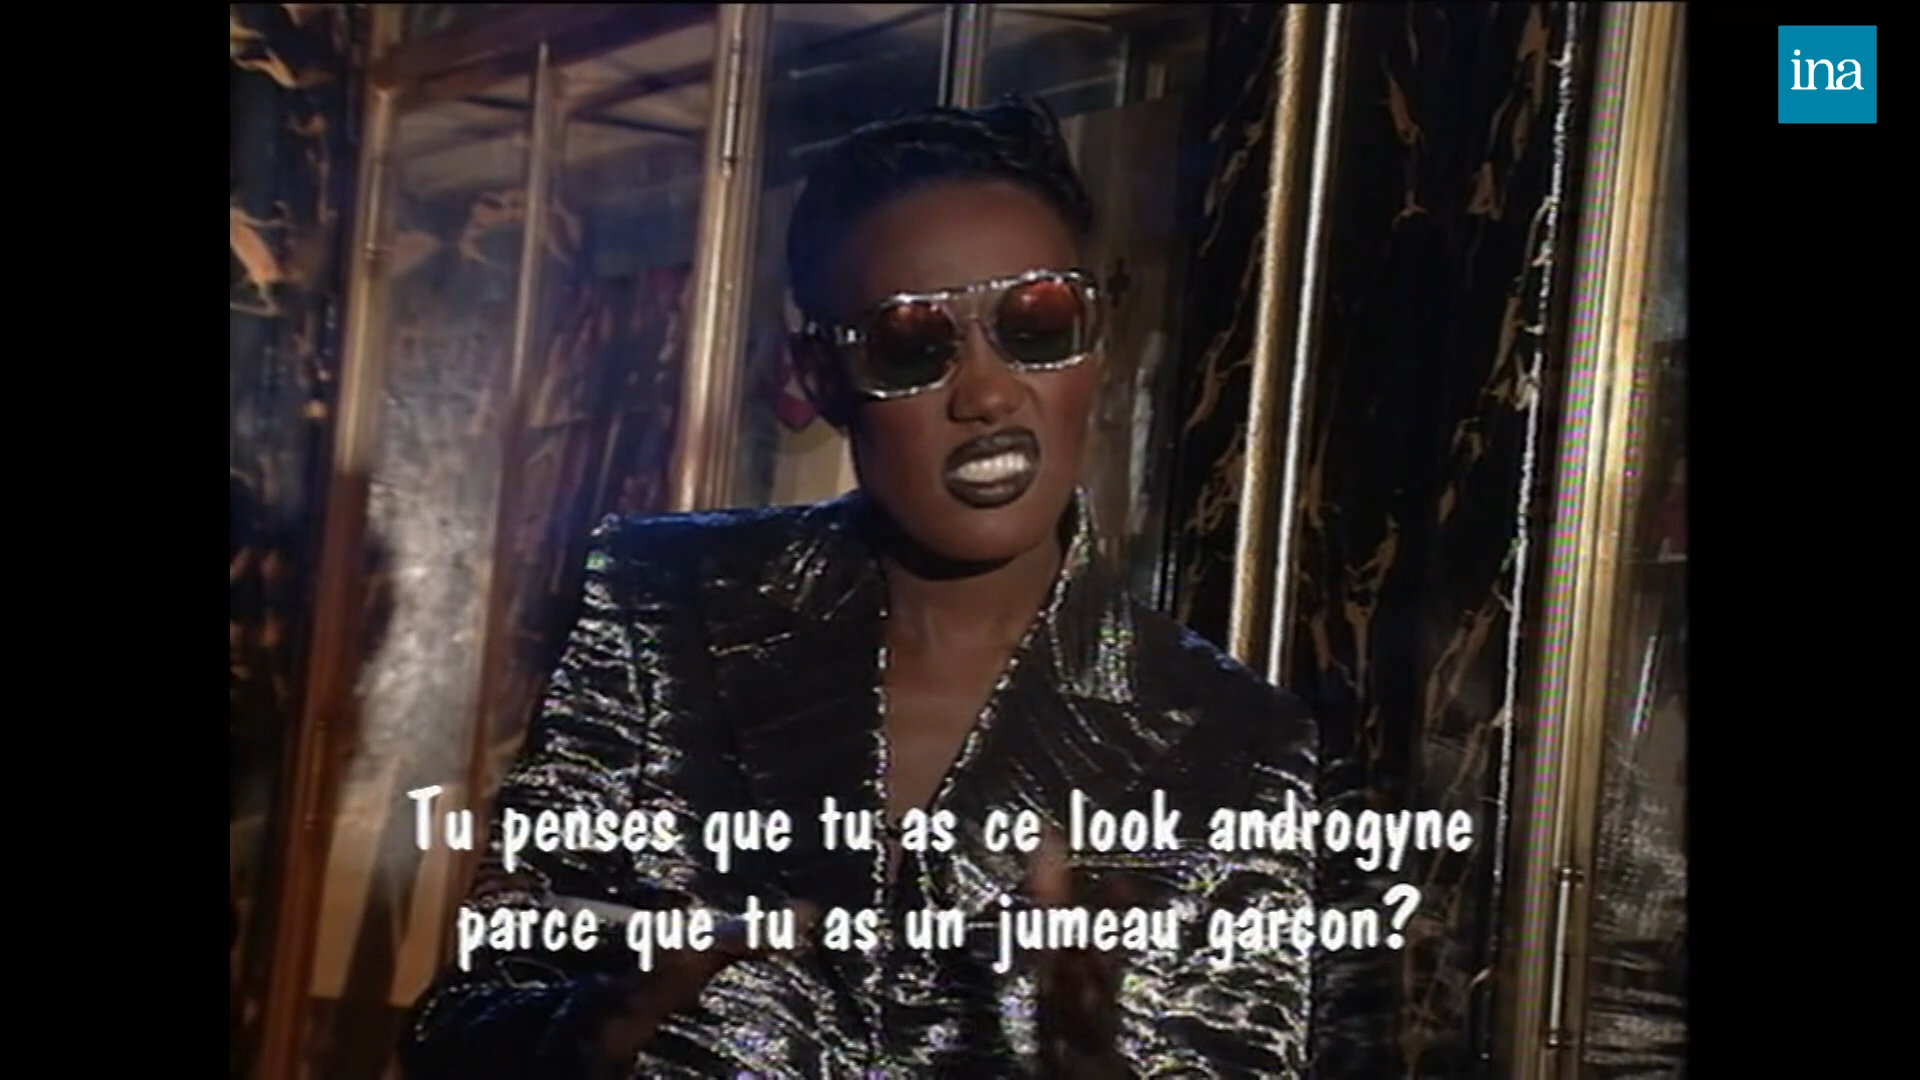 ina
Tu penses que tu as ce look androgyne
parce que tu as un jumeau garçon?